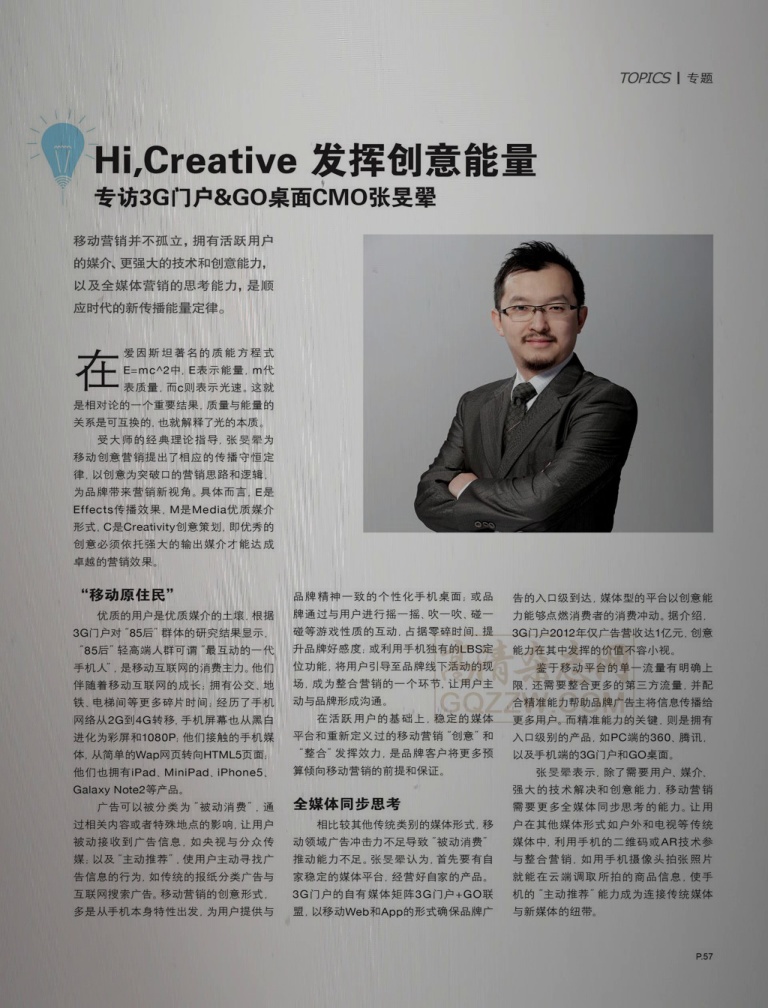 TOPICS | 专题
Hi,Creative 发挥创意能量
专访3G门户&GO桌面CMO张旻翚
移动营销并不孤立，拥有活跃用户
的媒介、更强大的技术和创意能力，
以及全媒体营销的思考能力，是顺
应时代的新传播能量定律。
在爱因斯坦著名的质能方程式
E=mc^2中，E表示能量，m代
表质量，而c则表示光速。这就
是相对论的一个重要结果，质量与能量的
关系是可互换的，也就解释了光的本质。
受大师的经典理论指导，张旻翚为
移动创意营销提出了相应的传播守恒定
律，以创意为突破口的营销思路和逻辑，
为品牌带来营销新视角。具体而言，E是
Effects传播效果，M是Media优质媒介
形式，C是Creativity创意策划，即优秀的
创意必须依托强大的输出媒介才能达成
卓越的营销效果。
“移动原住民”
优质的用户是优质媒介的土壤，根据
3G门户对“85后”群体的研究结果显示，
“85后”轻高端人群可谓“最互动的一代
手机人”，是移动互联网的消费主力。他们
伴随着移动互联网的成长：拥有公交、地
铁、电梯间等更多碎片时间；经历了手机
网络从2G到4G转移，手机屏幕也从黑白
进化为彩屏和1080P；他们接触的手机媒
体，从简单的Wap网页转向HTML5页面；
他们也拥有iPad、MiniPad、iPhone5、
Galaxy Note2等产品。
广告可以被分类为“被动消费”，通
过相关内容或者特殊地点的影响，让用户
被动接收到广告信息，如央视与分众传
媒；以及“主动推荐”，使用户主动寻找广
告信息的行为，如传统的报纸分类广告与
互联网搜索广告。移动营销的创意形式，
多是从手机本身特性出发，为用户提供与
品牌精神一致的个性化手机桌面；或品
牌通过与用户进行摇一摇，吹一吹，碰一
碰等游戏性质的互动，占据零碎时间，提
升品牌好感度；或利用手机独有的LBS定
位功能，将用户引导至品牌线下活动的现
场，成为整合营销的一个环节，让用户主
动与品牌形成沟通。
在活跃用户的基础上，稳定的媒体
平台和重新定义过的移动营销“创意”和
“整合”发挥效力，是品牌客户将更多预
算倾向移动营销的前提和保证。
全媒体同步思考
相比较其他传统类别的媒体形式，移
动领域广告冲击力不足导致“被动消费”
推动能力不足。张旻翚认为，首先要有自
家稳定的媒体平台，经营好自家的产品。
3G门户的自有媒体矩阵3G门户+GO联
盟，以移动Web和App的形式确保品牌广
告的入口级到达，媒体型的平台以创意能
力能够点燃消费者的消费冲动。据介绍，
3G门户2012年仅广告营收达1亿元，创意
能力在其中发挥的价值不容小视。
鉴于移动平台的单一流量有明确上
限，还需要整合更多的第三方流量，并配
合精准能力帮助品牌广告主将信息传播给
更多用户。而精准能力的关键，则是拥有
入口级别的产品，如PC端的360、腾讯，
以及手机端的3G门户和GO桌面。
张旻翚表示，除了需要用户、媒介、
强大的技术解决和创意能力，移动营销
需要更多全媒体同步思考的能力。让用
户在其他媒体形式如户外和电视等传统
媒体中，利用手机的二维码或AR技术参
与整合营销，如用手机摄像头拍张照片
就能在云端调取所拍的商品信息，使手
机的“主动推荐”能力成为连接传统媒体
与新媒体的纽带。
GQZZW.COM
P.57